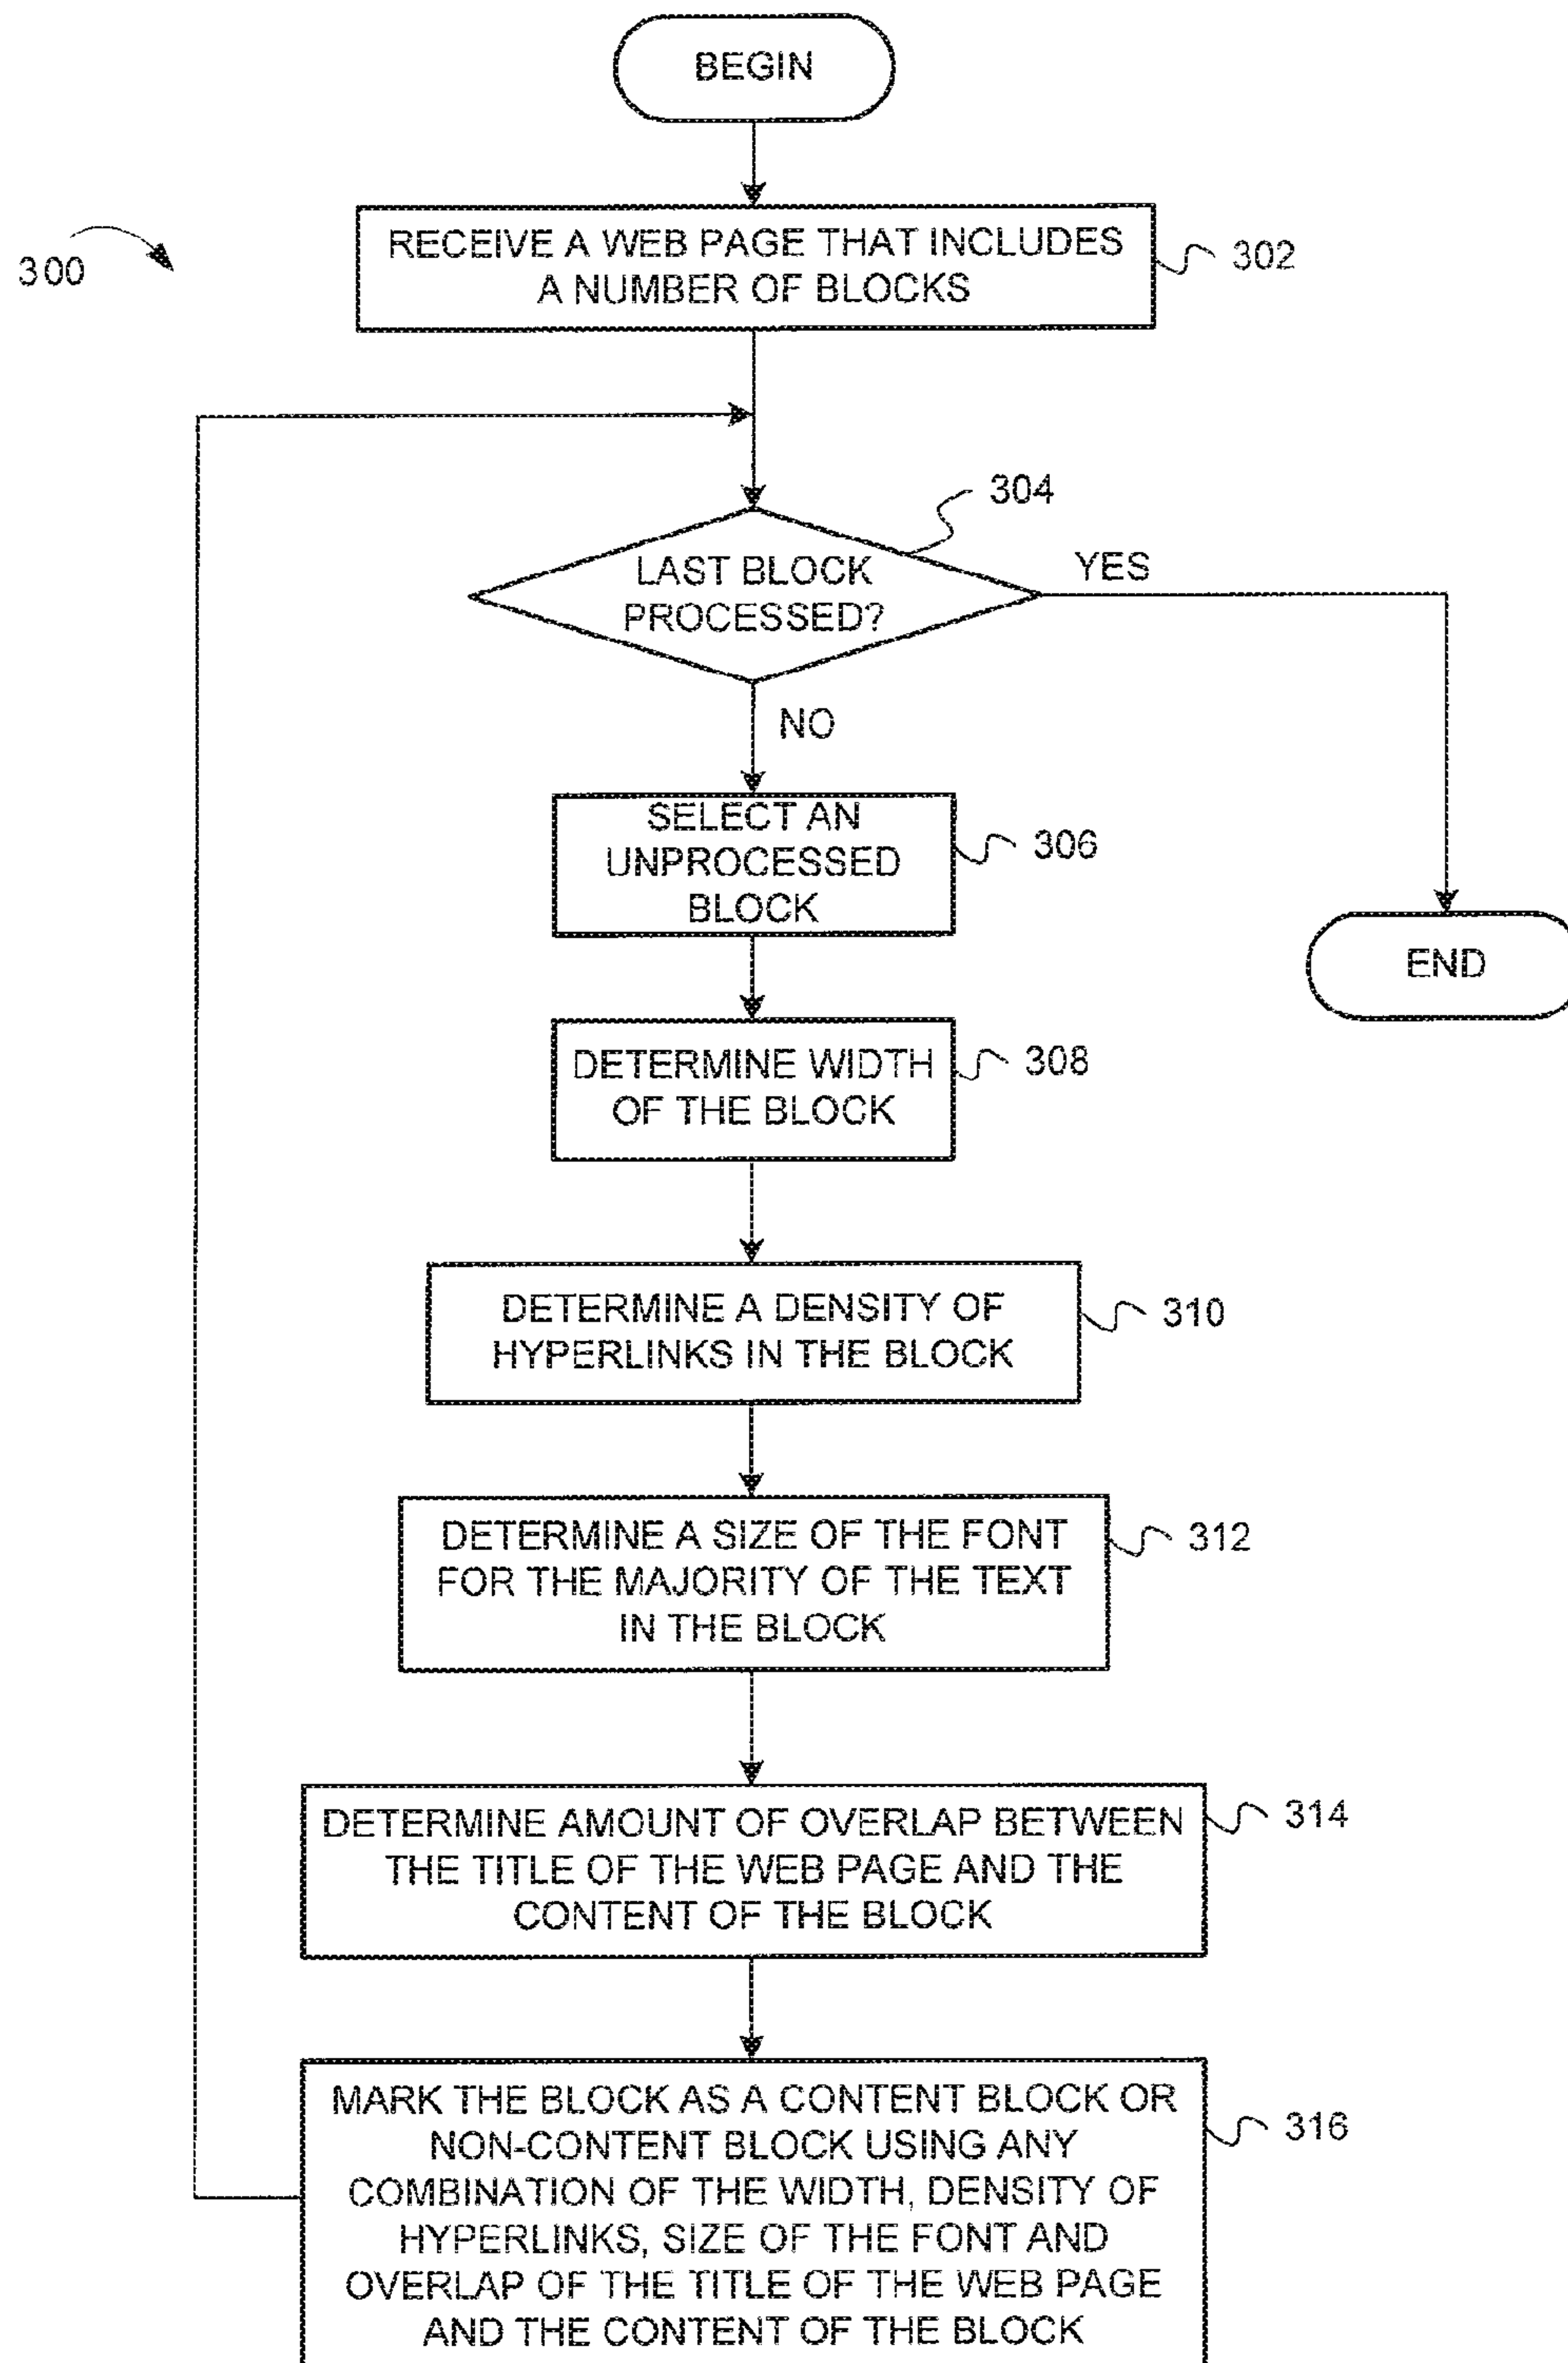 BEGIN
RECEIVE A WEB PAGE THAT INCLUDES
A NUMBER OF BLOCKS
302
300
304
LAST BLOCK
PROCESSED?
YES
NO
SELECT AN
UNPROCESSED
BLOCK
306
END
DETERMINE WIDTH
OF THE BLOCK
308
DETERMINE A DENSITY OF
HYPERLINKS IN THE BLOCK
310
DETERMINE A SIZE OF THE FONT
FOR THE MAJORITY OF THE TEXT
IN THE BLOCK
312
DETERMINE AMOUNT OF OVERLAP BETWEEN
THE TITLE OF THE WEB PAGE AND THE
CONTENT OF THE BLOCK
314
MARK THE BLOCK AS A CONTENT BLOCK OR
NON-CONTENT BLOCK USING ANY
COMBINATION OF THE WIDTH, DENSITY OF
HYPERLINKS, SIZE OF THE FONT AND
OVERLAP OF THE TITLE OF THE WEB PAGE
AND THE CONTENT OF THE BLOCK
316